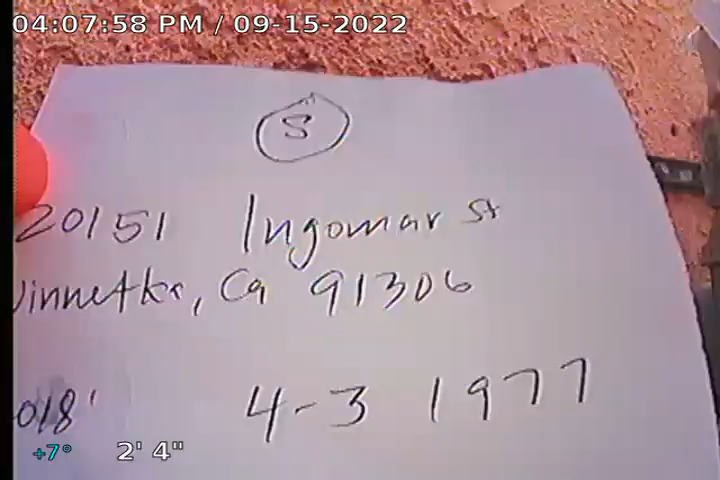 04:07:58 PM / 09-15-2022
S
20151 Ingomar St
Winnetka, Ca 91306
018' 4-3 1977
+7° 2' 4"